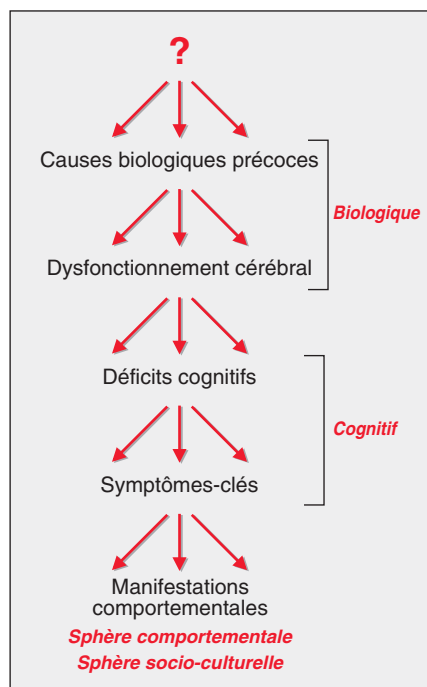 ?
Causes biologiques précoces
Biologique
Dysfonctionnement cérébral
Déficits cognitifs
Cognitif
Symptômes-clés
Manifestations
comportementales
Sphère comportementale
Sphère socio-culturelle